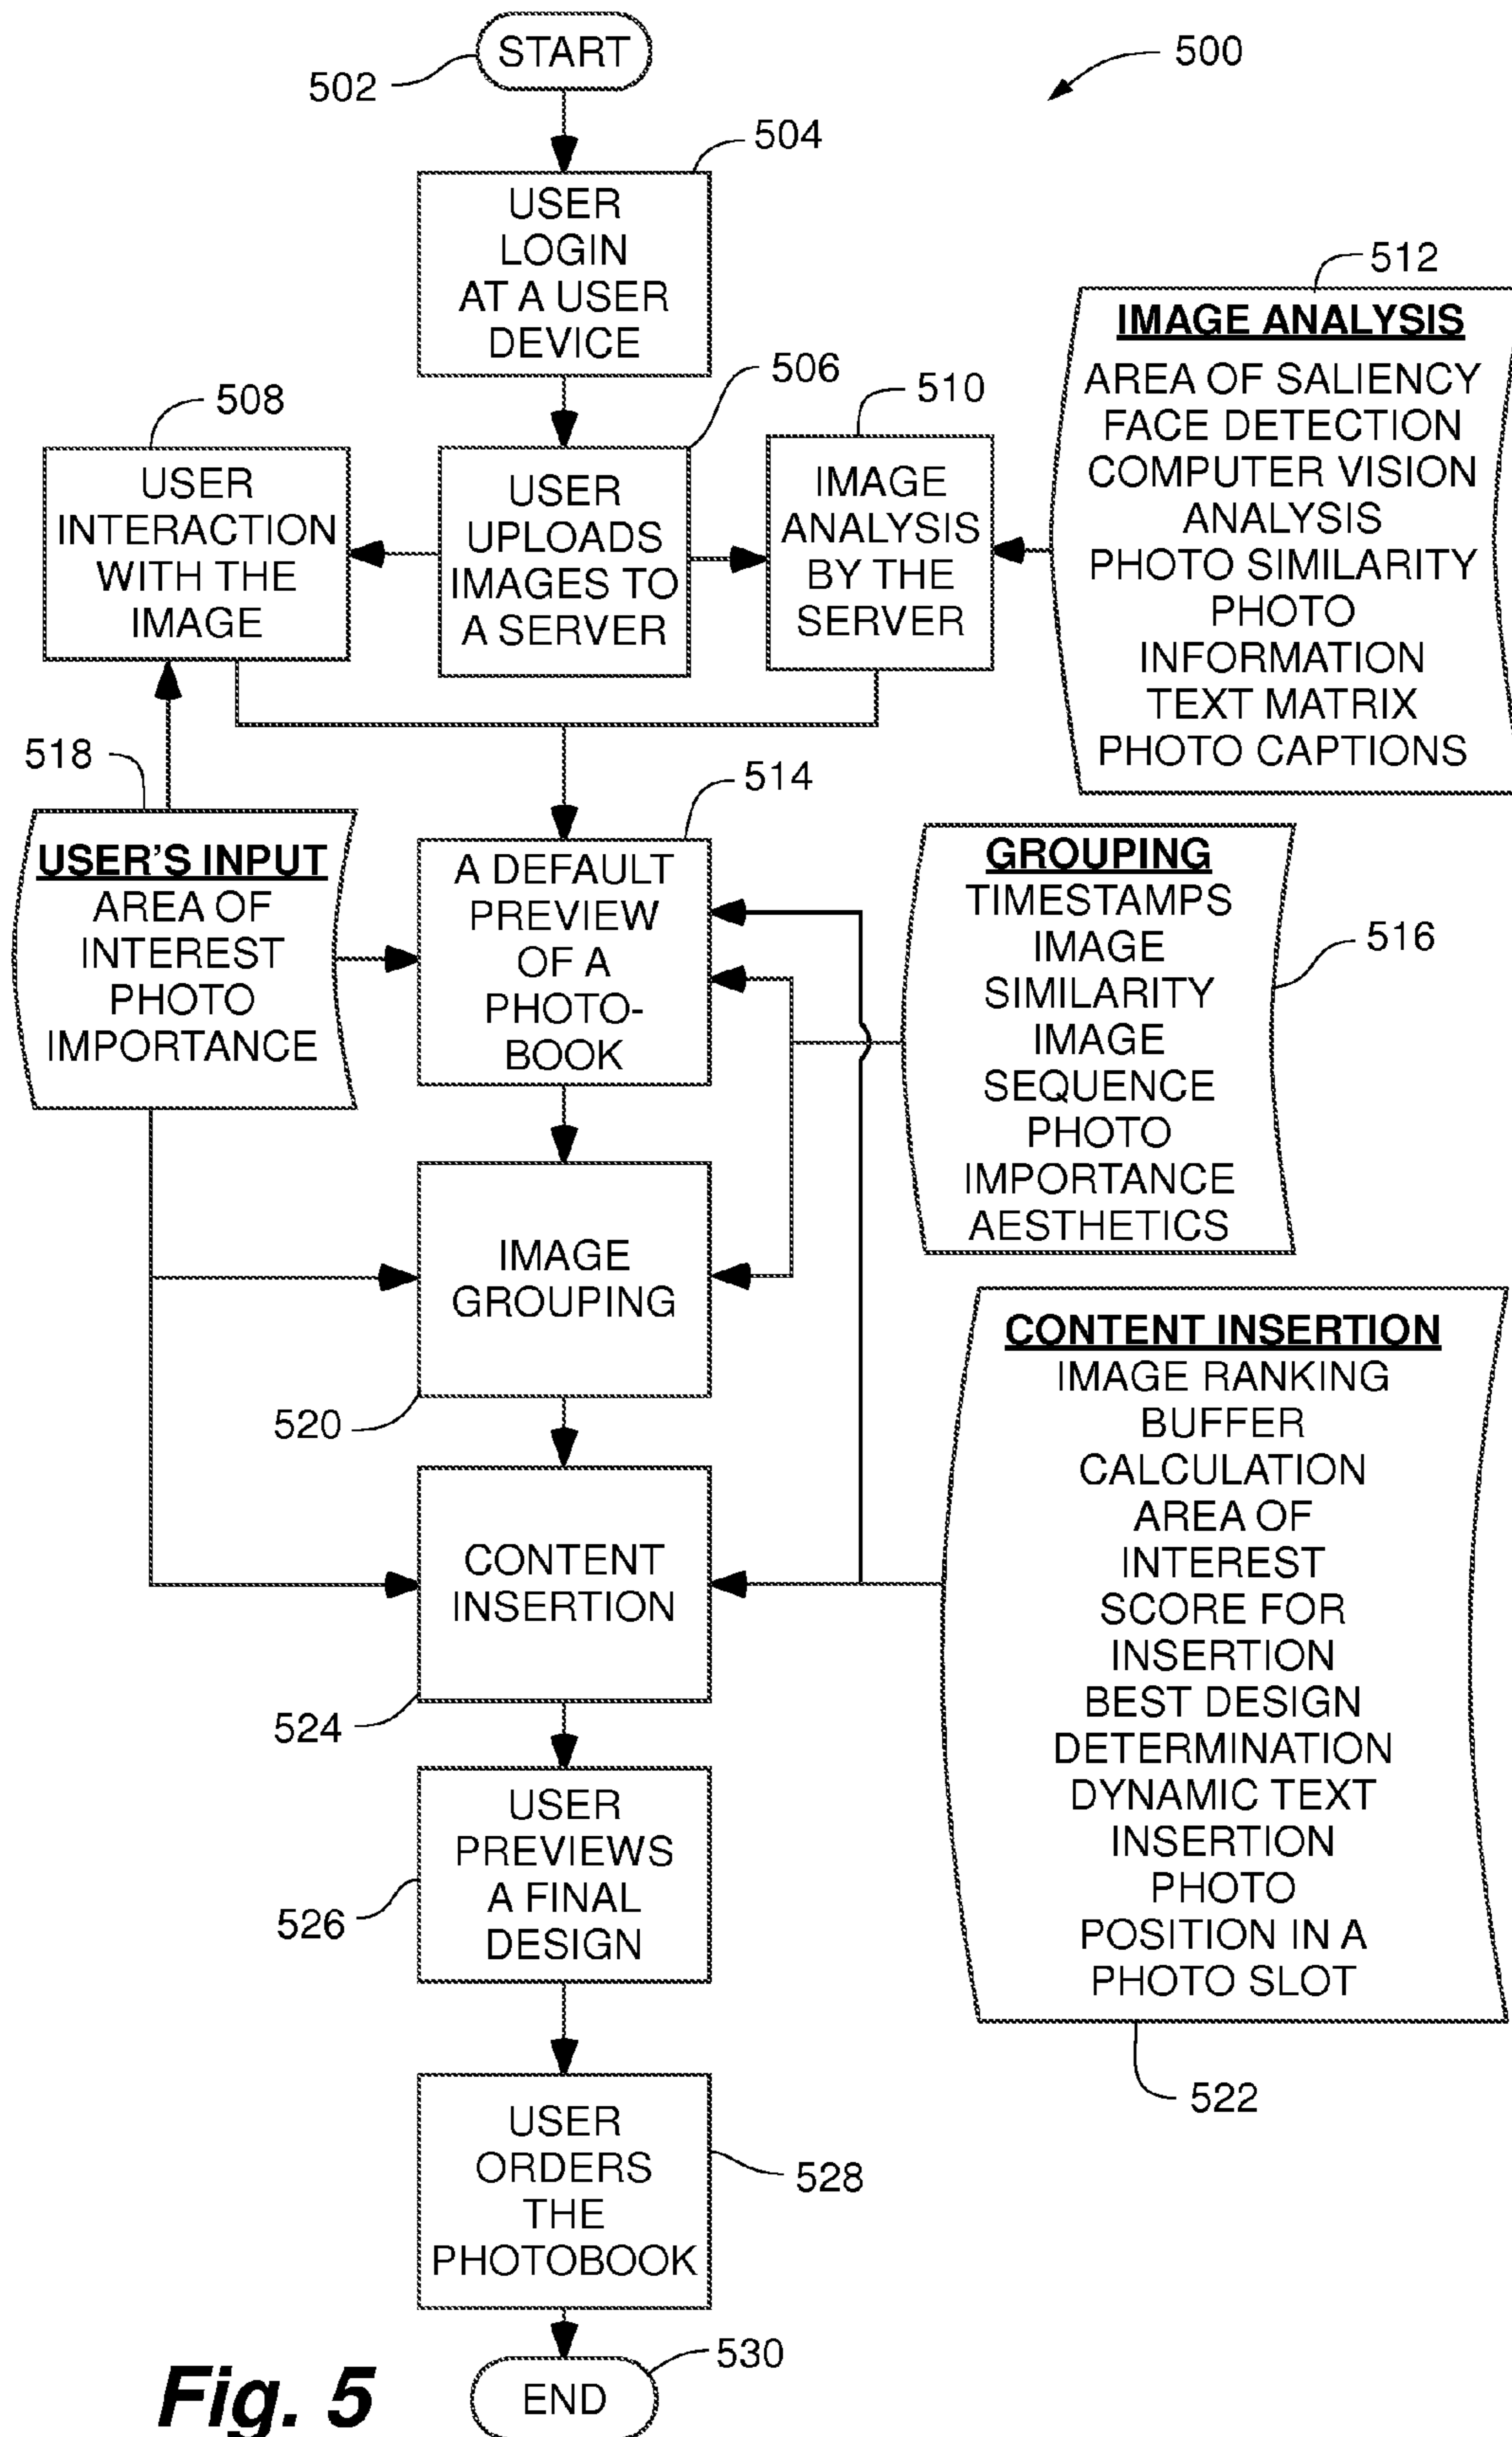 START
502
500
504
USER
LOGIN
AT A USER
DEVICE
512
IMAGE ANALYSIS
AREA OF SALIENCY
FACE DETECTION
COMPUTER VISION
ANALYSIS
PHOTO SIMILARITY
PHOTO
INFORMATION
TEXT MATRIX
PHOTO CAPTIONS
508
USER
INTERACTION
WITH THE
IMAGE
506
USER
UPLOADS
IMAGES TO
A SERVER
510
IMAGE
ANALYSIS
BY THE
SERVER
518
USER'S INPUT
AREA OF
INTEREST
PHOTO
IMPORTANCE
514
A DEFAULT
PREVIEW
OF A
PHOTO-
BOOK
GROUPING
TIMESTAMPS
IMAGE
SIMILARITY
IMAGE
SEQUENCE
PHOTO
IMPORTANCE
AESTHETICS
516
IMAGE
GROUPING
520
CONTENT INSERTION
IMAGE RANKING
BUFFER
CALCULATION
AREA OF
INTEREST
SCORE FOR
INSERTION
BEST DESIGN
DETERMINATION
DYNAMIC TEXT
INSERTION
PHOTO
POSITION IN A
PHOTO SLOT
522
CONTENT
INSERTION
524
USER
PREVIEWS
A FINAL
DESIGN
526
USER
ORDERS
THE
PHOTOBOOK
528
530
END
Fig. 5